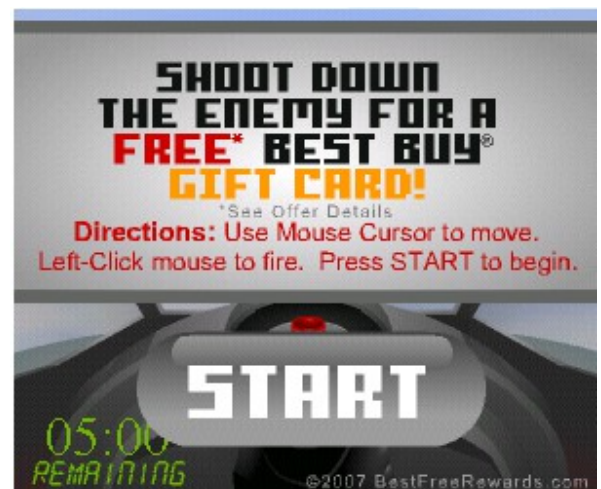 SHOOT DOWN
THE ENEMY FOR A
FREE* BEST BUY®
GIFT CARD!
*See Offer Details
Directions: Use Mouse Cursor to move.
Left-Click mouse to fire. Press START to begin.
START
05:00
REMAINING
©2007 BestFreeRewards.com